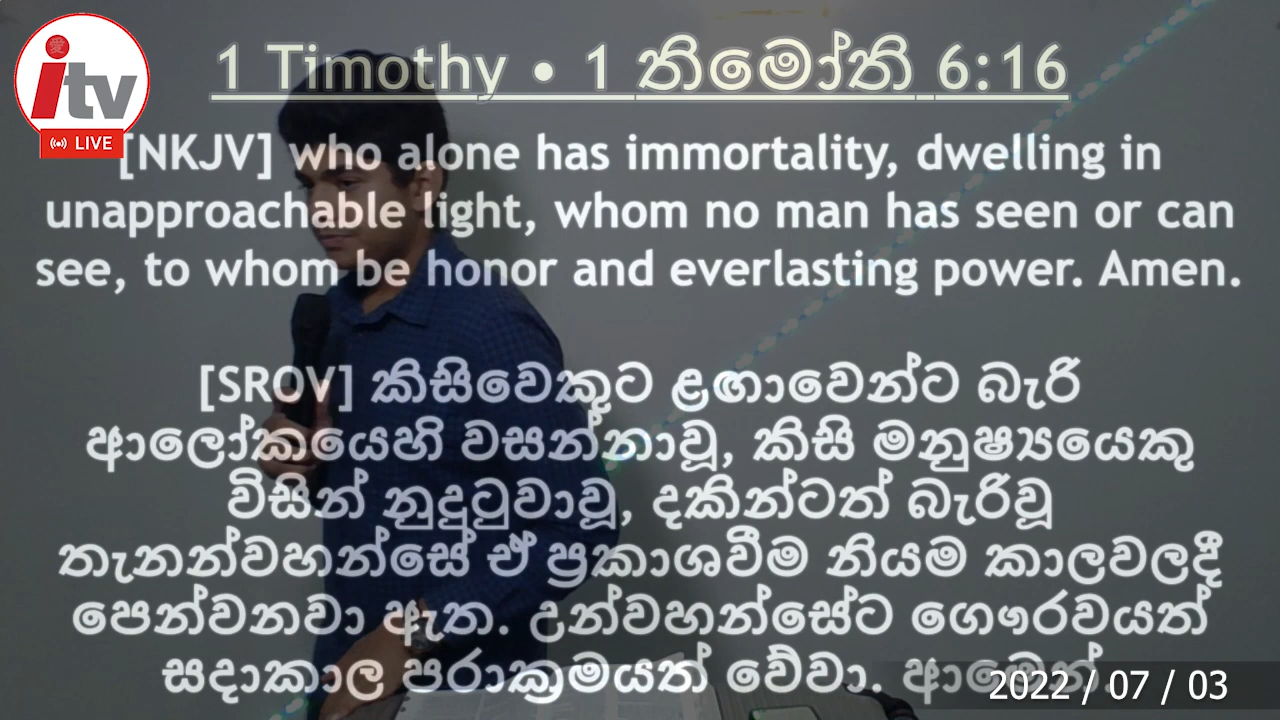 愛
itv
LIVE
1 Timothy • 1 තිමෝති 6:16
[NKJV] who alone has immortality, dwelling in
unapproachable light, whom no man has seen or can
see, to whom be honor and everlasting power. Amen.
[SROV] කිසිවෙකුට ළඟාවෙන්ට බැරි
ආලෝකයෙහි වසන්නාවූ, කිසි මනුෂ්‍යයෙකු
විසින් නුදුටුවාවූ, දකින්ටත් බැරිවූ
තැනන්වහන්සේ ඒ ප්‍රකාශවීම නියම කාලවලදී
පෙන්වනවා ඇත. උන්වහන්සේට ගෞරවයත්
සදාකාල පරාක්‍රමයත් වේවා. ආමෙන්.
2022 / 07 / 03